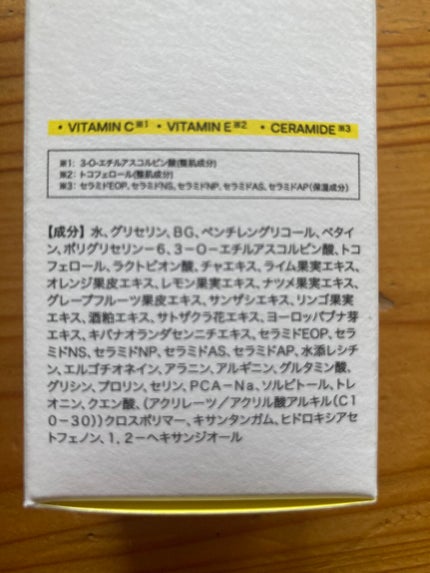 ・VITAMIN C※1 ・VITAMIN E※2 ・CERAMIDE※3
※1: 3-O-エチルアスコルビン酸(整肌成分)
※2: トコフェロール(整肌成分)
※3: セラミドEOP、セラミドNS、セラミドNP、セラミドAS、セラミドAP(保湿成分)
【成分】水、グリセリン、BG、ペンチレングリコール、ベタイ
ン、ポリグリセリン-6、3-O-エチルアスコルビン酸、トコ
フェロール、ラクトビオン酸、チャエキス、ライム果実エキス、
オレンジ果皮エキス、レモン果実エキス、ナツメ果実エキス、
グレープフルーツ果皮エキス、サンザシエキス、リンゴ果実
エキス、酒粕エキス、サトザクラ花エキス、ヨーロッパブナ芽
エキス、キバナオランダセンニチエキス、セラミドEOP、セラ
ミドNS、セラミドNP、セラミドAS、セラミドAP、水添レシチ
ン、エルゴチオネイン、アラニン、アルギニン、グルタミン酸、
グリシン、プロリン、セリン、PCA-Na、ソルビトール、トレ
オニン、クエン酸、(アクリレーツ/アクリル酸アルキル(C1
0-30))クロスポリマー、キサンタンガム、ヒドロキシアセ
トフェノン、1,2-ヘキサンジオール